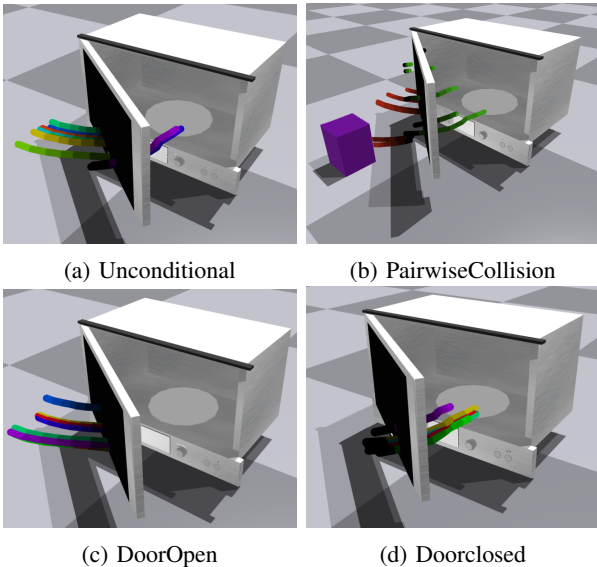 (a) Unconditional
(b) PairwiseCollision
(c) DoorOpen
(d) Doorclosed